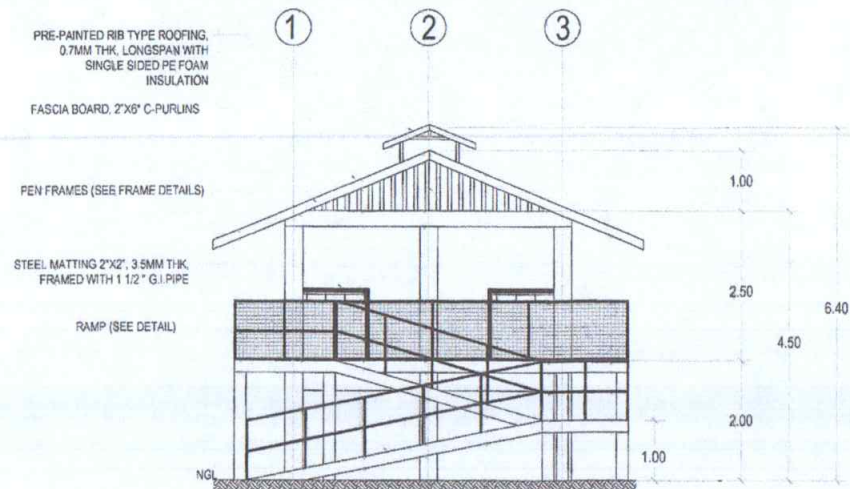 1
2
3
PRE-PAINTED RIB TYPE ROOFING,
0.7MM THK, LONGSPAN WITH
SINGLE SIDED PE FOAM
INSULATION
FASCIA BOARD, 2"X6" C-PURLINS
PEN FRAMES (SEE FRAME DETAILS)
STEEL MATTING 2"X2", 3.5MM THK,
FRAMED WITH 1 1/2 " G.I.PIPE
RAMP (SEE DETAIL)
NGL
1.00
2.50
6.40
4.50
2.00
1.00